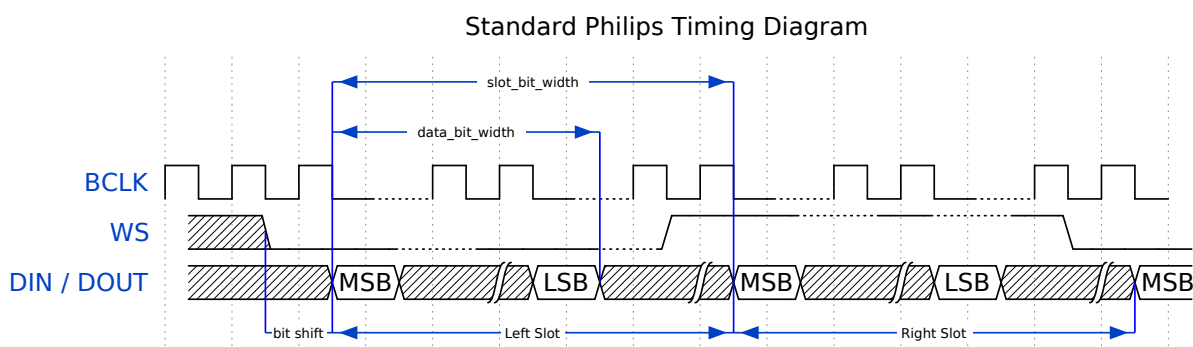 Standard Philips Timing Diagram
slot_bit_width
data_bit_width
BCLK
WS
DIN / DOUT
MSB
LSB
MSB
LSB
MSB
bit shift
Left Slot
Right Slot